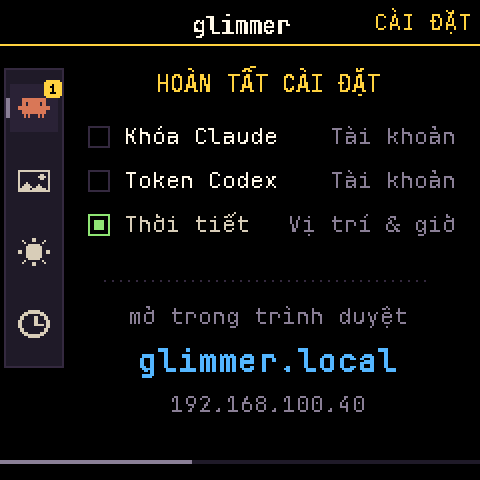 glimmer CÀI ĐẶT
1
HOÀN TẤT CÀI ĐẶT
Khóa Claude Tài khoản
Token Codex Tài khoản
Thời tiết Vị trí & giờ
mở trong trình duyệt
glimmer.local
192.168.100.40